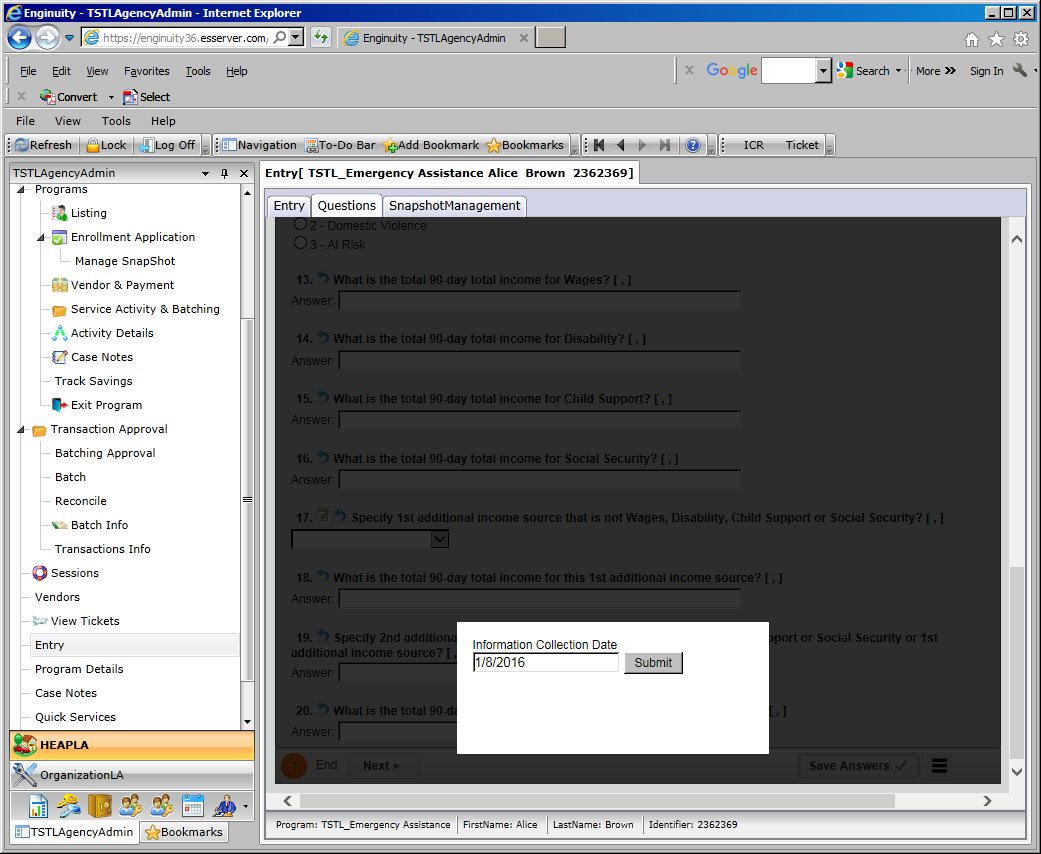 Enginuity - TSTLAgencyAdmin - Internet Explorer
https://enginuity36.esserver.com/
Enginuity - TSTLAgencyAdmin
File Edit View Favorites Tools Help
Google Search More Sign In
Convert Select
File View Tools Help
Refresh Lock Log Off Navigation To-Do Bar Add Bookmark Bookmarks ICR Ticket
TSTLAgencyAdmin
Programs
Listing
Enrollment Application
Manage SnapShot
Vendor & Payment
Service Activity & Batching
Activity Details
Case Notes
Track Savings
Exit Program
Transaction Approval
Batching Approval
Batch
Reconcile
Batch Info
Transactions Info
Sessions
Vendors
View Tickets
Entry
Program Details
Case Notes
Quick Services
HEAPLA
OrganizationLA
TSTLAgencyAdmin Bookmarks
Entry[ TSTL_Emergency Assistance Alice Brown 2362369]
Entry Questions SnapshotManagement
2 - Domestic Violence
3 - At Risk
13. What is the total 90-day total income for Wages? [ , ]
Answer:
14. What is the total 90-day total income for Disability? [ , ]
Answer:
15. What is the total 90-day total income for Child Support? [ , ]
Answer:
16. What is the total 90-day total income for Social Security? [ , ]
Answer:
17. Specify 1st additional income source that is not Wages, Disability, Child Support or Social Security? [ , ]
18. What is the total 90-day total income for this 1st additional income source? [ , ]
Answer:
19. Specify 2nd additiona pport or Social Security or 1st
additional income source? [ ,
Answer:
20. What is the total 90-da ? [ , ]
Answer:
Information Collection Date
1/8/2016 Submit
End Next Save Answers
Program: TSTL_Emergency Assistance FirstName: Alice LastName: Brown Identifier: 2362369